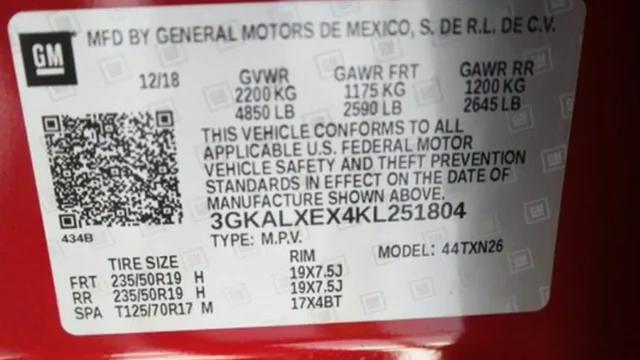 GM
MFD BY GENERAL MOTORS DE MEXICO, S. DE R.L. DE C.V.
12/18 GVWR GAWR FRT GAWR RR
2200 KG 1175 KG 1200 KG
4850 LB 2590 LB 2645 LB
THIS VEHICLE CONFORMS TO ALL
APPLICABLE U.S. FEDERAL MOTOR
VEHICLE SAFETY AND THEFT PREVENTION
STANDARDS IN EFFECT ON THE DATE OF
MANUFACTURE SHOWN ABOVE.
3GKALXEX4KL251804
434B TYPE: M.P.V. MODEL: 44TXN26
TIRE SIZE RIM
FRT 235/50R19 H 19X7.5J
RR 235/50R19 H 19X7.5J
SPA T125/70R17 M 17X4BT